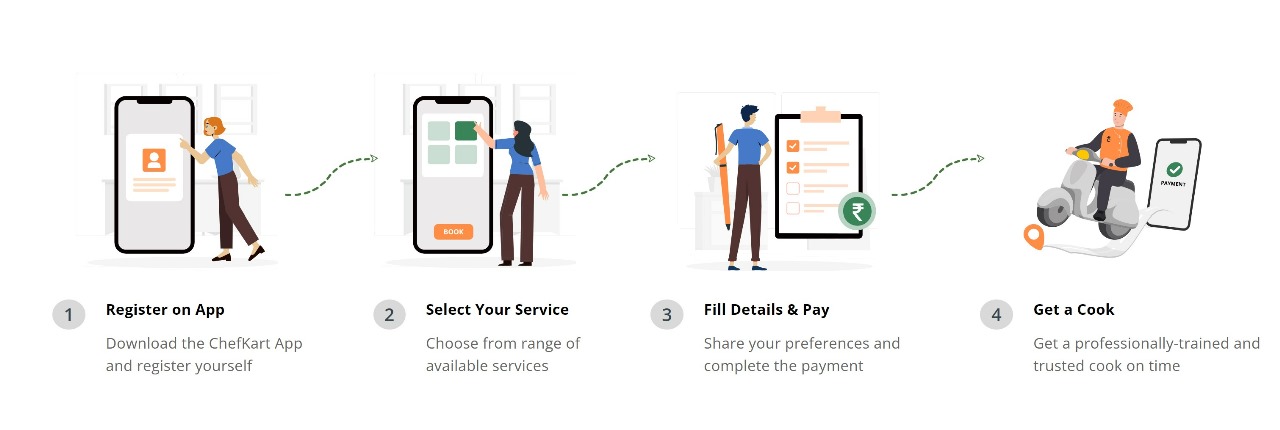 BOOK
₹
PAYMENT
1
Register on App
Download the ChefKart App
and register yourself
2
Select Your Service
Choose from range of
available services
3
Fill Details & Pay
Share your preferences and
complete the payment
4
Get a Cook
Get a professionally-trained and
trusted cook on time